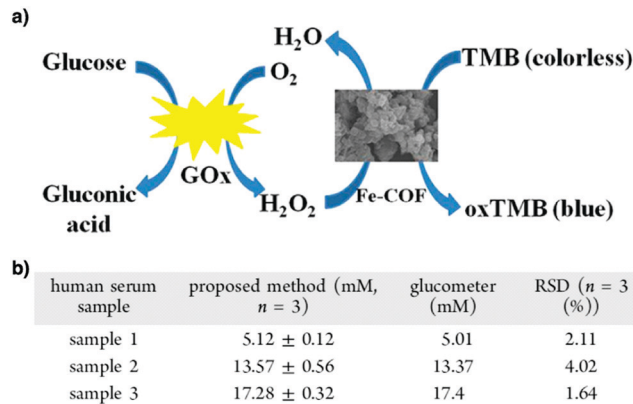 a)
H₂O
Glucose
O₂
TMB (colorless)
GOx
Gluconic
acid
H₂O₂
Fe-COF
oxTMB (blue)
b)
human serum sample proposed method (mM, n = 3) glucometer (mM) RSD (n = 3 (%))
sample 1 5.12 ± 0.12 5.01 2.11
sample 2 13.57 ± 0.56 13.37 4.02
sample 3 17.28 ± 0.32 17.4 1.64